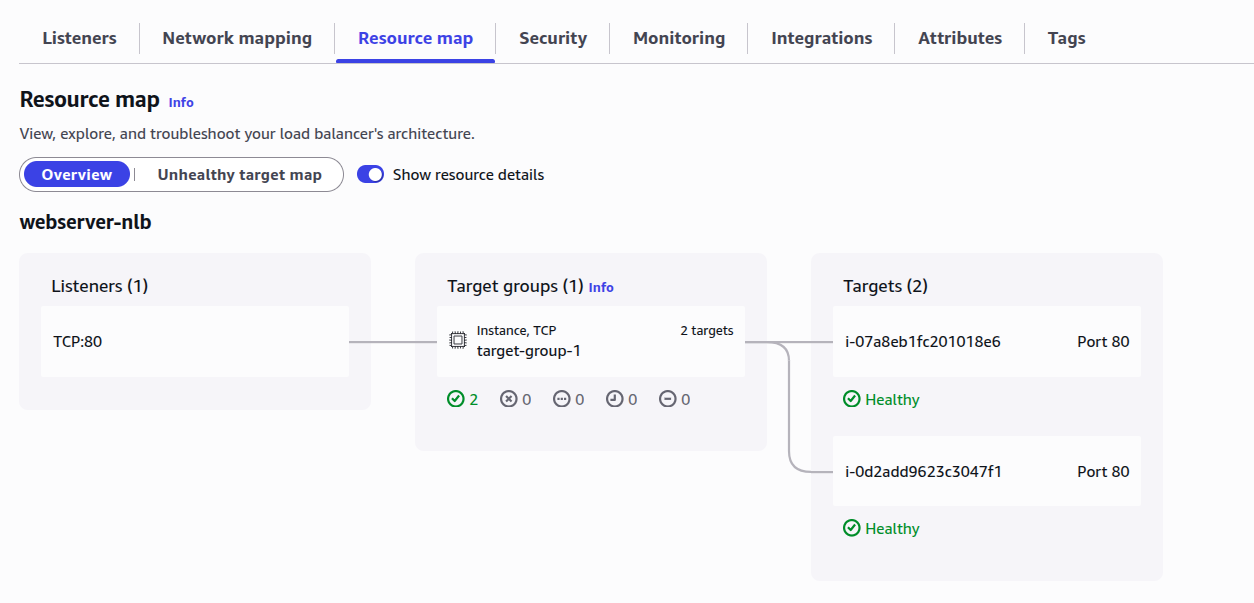 Listeners Network mapping Resource map Security Monitoring Integrations Attributes Tags
Resource map Info
View, explore, and troubleshoot your load balancer's architecture.
Overview Unhealthy target map Show resource details
webserver-nlb
Listeners (1)
TCP:80
Target groups (1) Info
Instance, TCP 2 targets
target-group-1
2 0 0 0 0
Targets (2)
i-07a8eb1fc201018e6 Port 80
Healthy
i-0d2add9623c3047f1 Port 80
Healthy